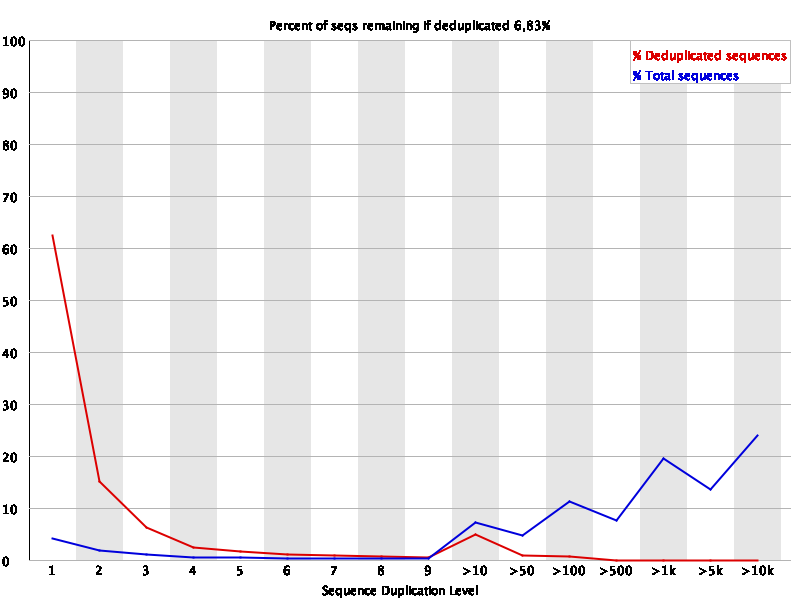 Percent of seqs remaining if deduplicated 6,83%
% Deduplicated sequences
% Total sequences
100
90
80
70
60
50
40
30
20
10
0
1 2 3 4 5 6 7 8 9 >10 >50 >100 >500 >1k >5k >10k
Sequence Duplication Level